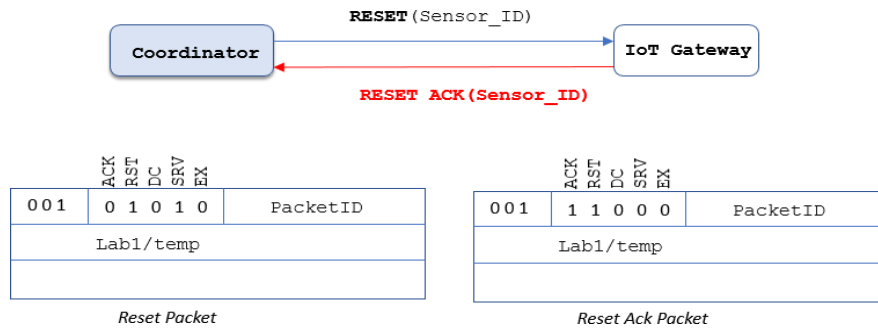 RESET(Sensor_ID)
Coordinator
IoT Gateway
RESET ACK(Sensor_ID)
ACK RST DC SRV EX
001 0 1 0 1 0 PacketID
Lab1/temp
Reset Packet
ACK RST DC SRV EX
001 1 1 0 0 0 PacketID
Lab1/temp
Reset Ack Packet